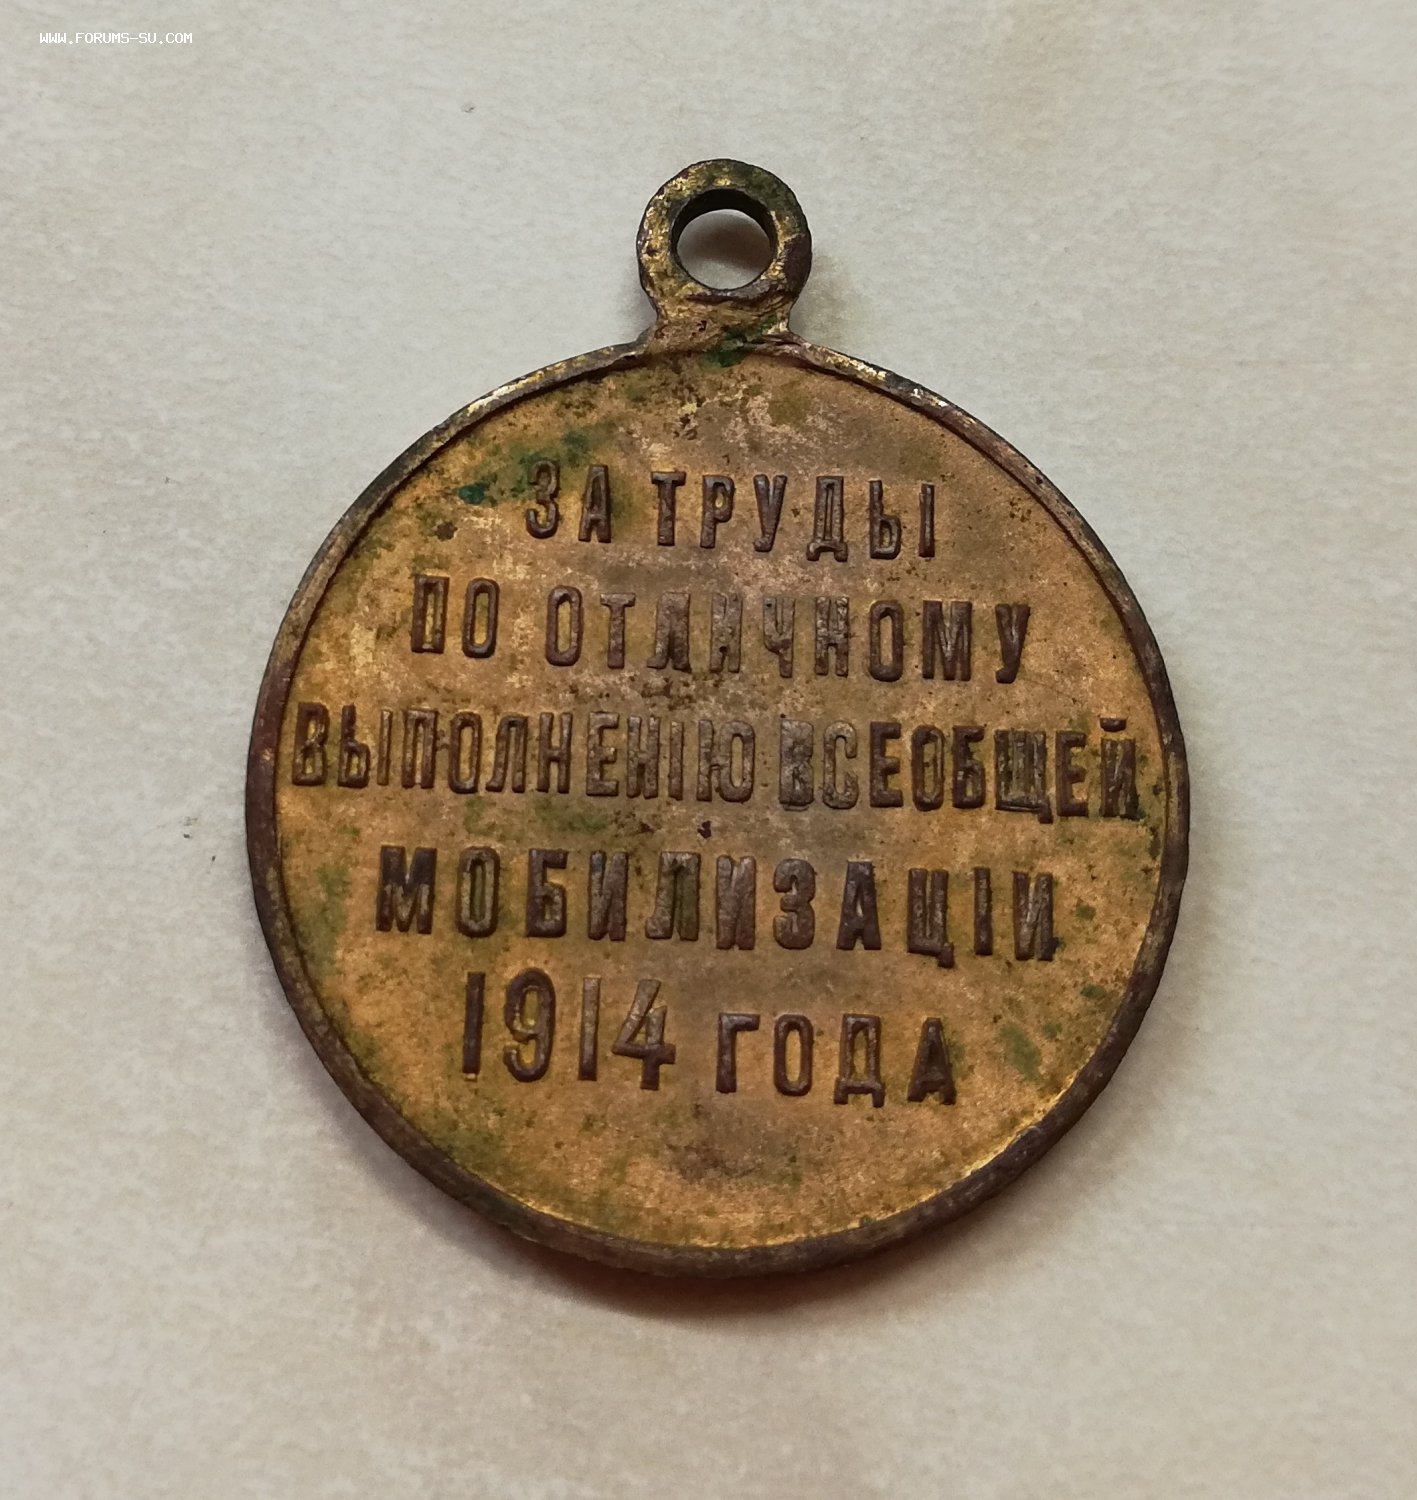 WWW.FORUMS-SU.COM
ЗА ТРУДЫ
ПО ОТЛИЧНОМУ
ВЫПОЛНЕНІЮ ВСЕОБЩЕЙ
МОБИЛИЗАЦІИ
1914 ГОДА